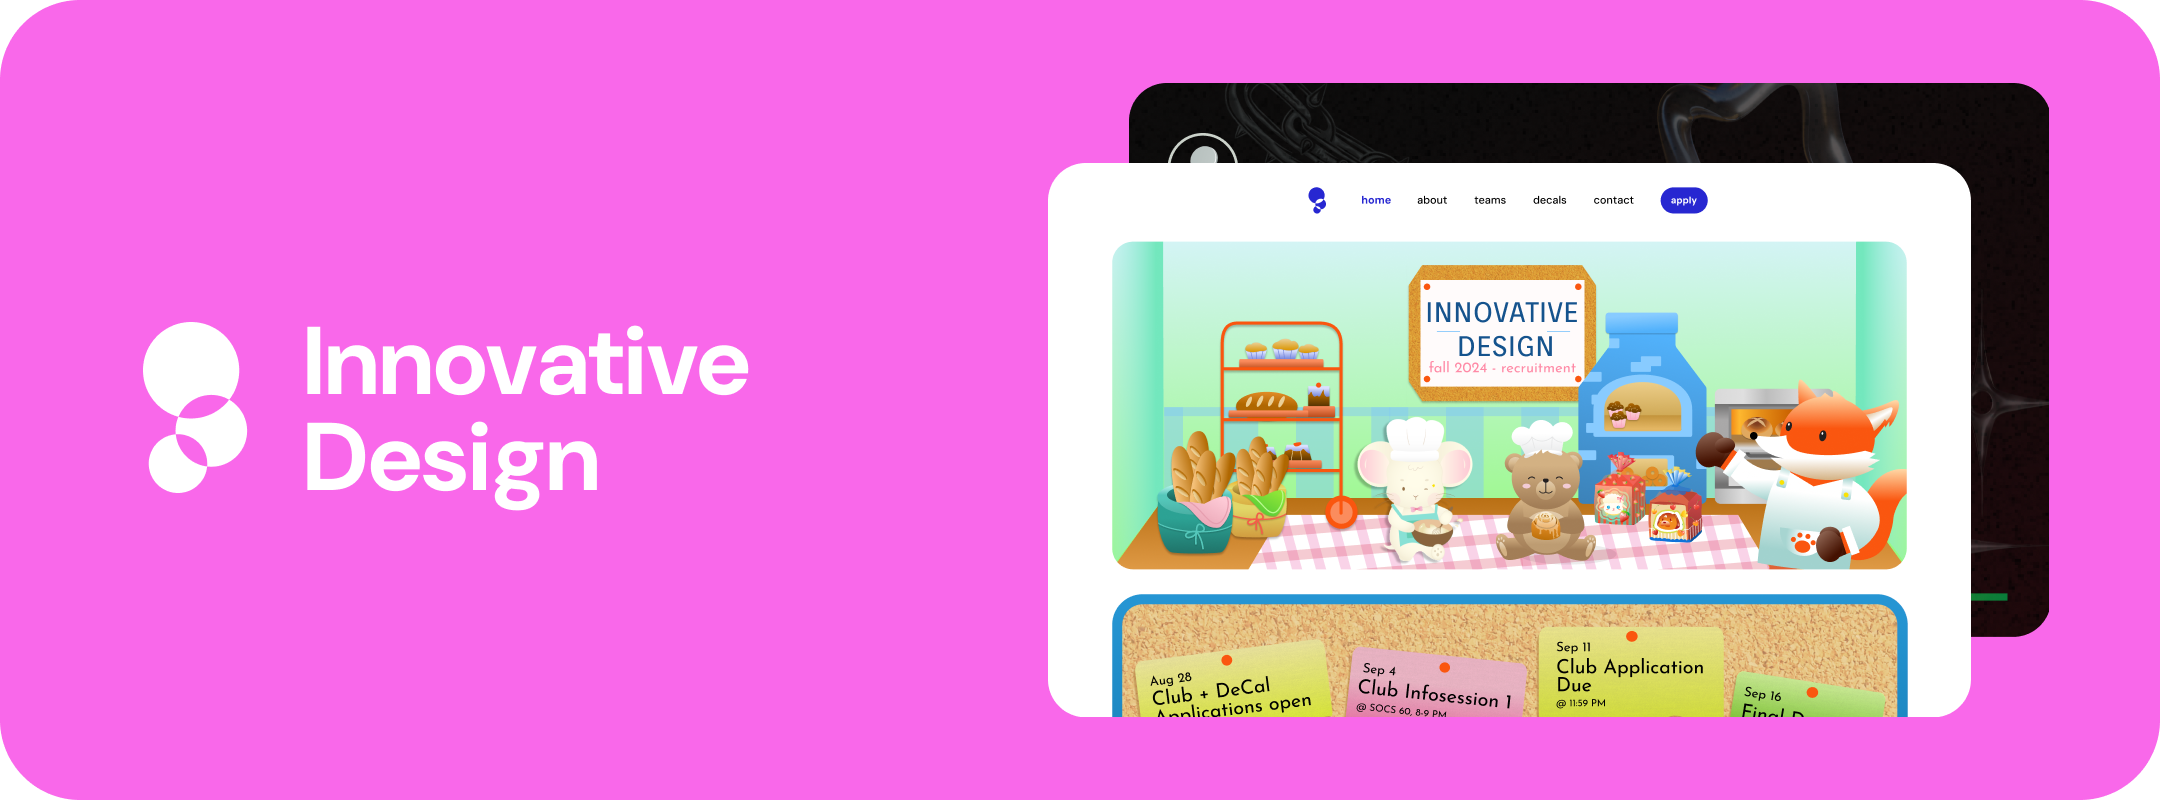 Innovative
Design
home about teams decals contact apply
INNOVATIVE
DESIGN
fall 2024 - recruitment
Aug 28
Club + DeCal
Applications open
Sep 4
Club Infosession 1
@ SOCS 60, 8-9 PM
Sep 11
Club Application
Due
@ 11:59 PM
Sep 16
Final